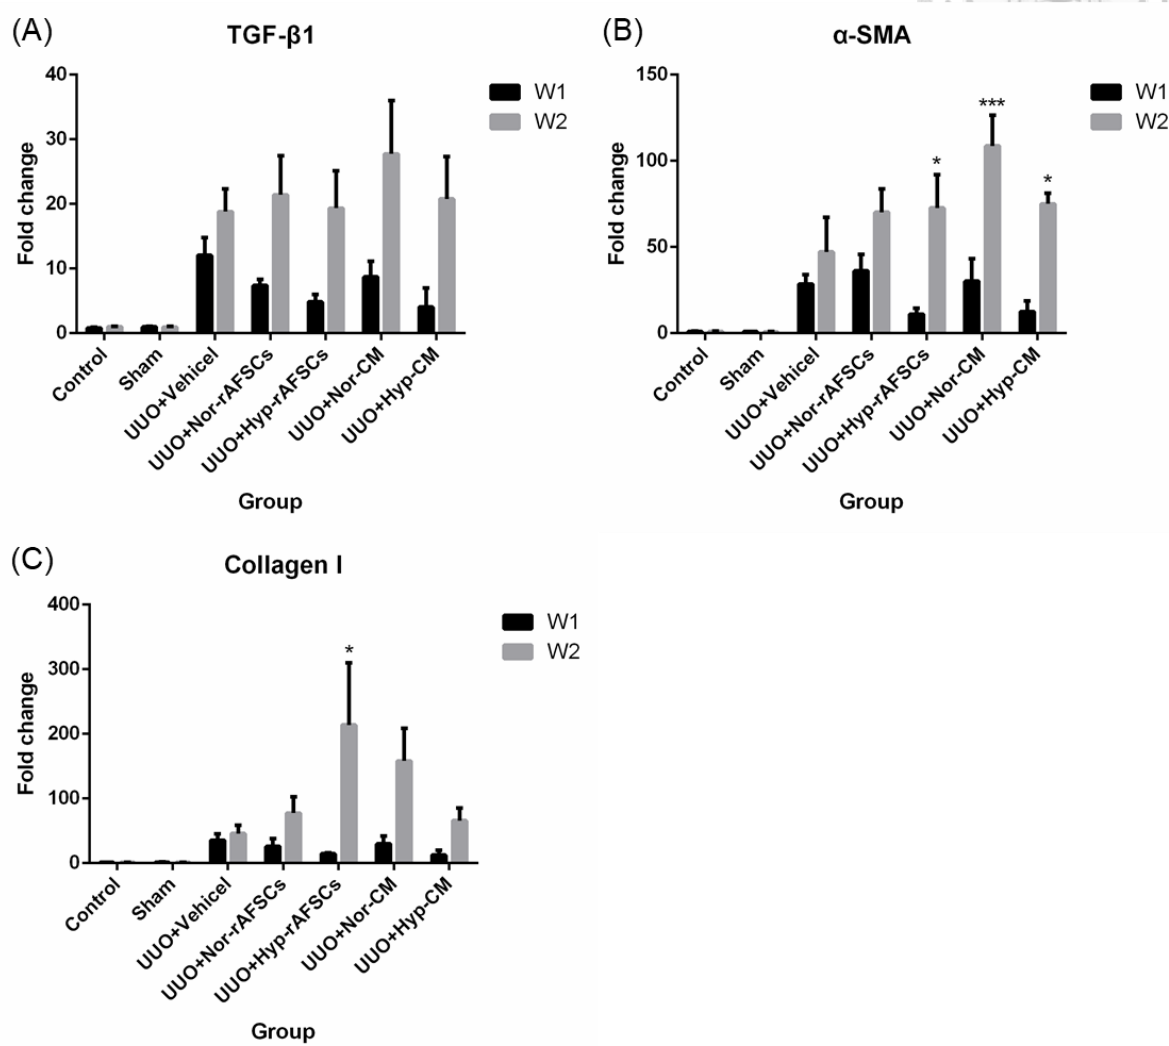 (A)
TGF-β1
40
30
20
10
0
Fold change
W1
W2
Control
Sham
UUO+Vehicel
UUO+Nor-rAFSCs
UUO+Hyp-rAFSCs
UUO+Nor-CM
UUO+Hyp-CM
Group
(B)
α-SMA
150
100
50
0
Fold change
*
***
*
W1
W2
Control
Sham
UUO+Vehicel
UUO+Nor-rAFSCs
UUO+Hyp-rAFSCs
UUO+Nor-CM
UUO+Hyp-CM
Group
(C)
Collagen I
400
300
200
100
0
Fold change
*
W1
W2
Control
Sham
UUO+Vehicel
UUO+Nor-rAFSCs
UUO+Hyp-rAFSCs
UUO+Nor-CM
UUO+Hyp-CM
Group